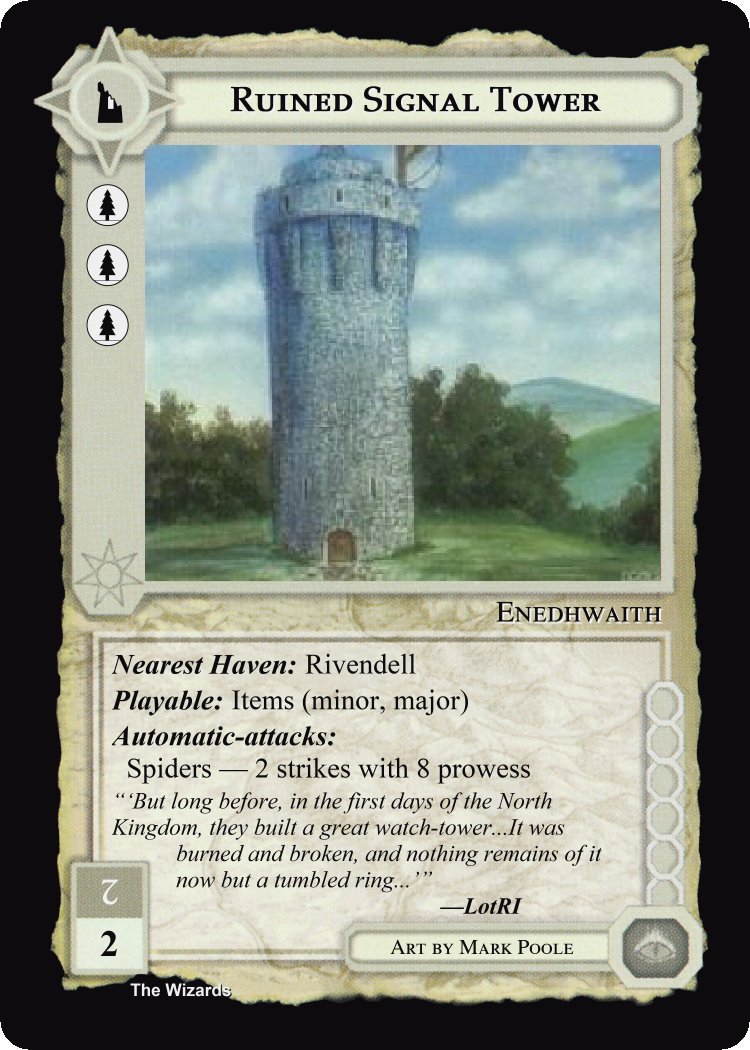 Ruined Signal Tower
Enedhwaith
Nearest Haven: Rivendell
Playable: Items (minor, major)
Automatic-attacks:
Spiders — 2 strikes with 8 prowess
“‘But long before, in the first days of the North
Kingdom, they built a great watch-tower...It was
burned and broken, and nothing remains of it
now but a tumbled ring...’”
—LotRI
2
Art by Mark Poole
The Wizards